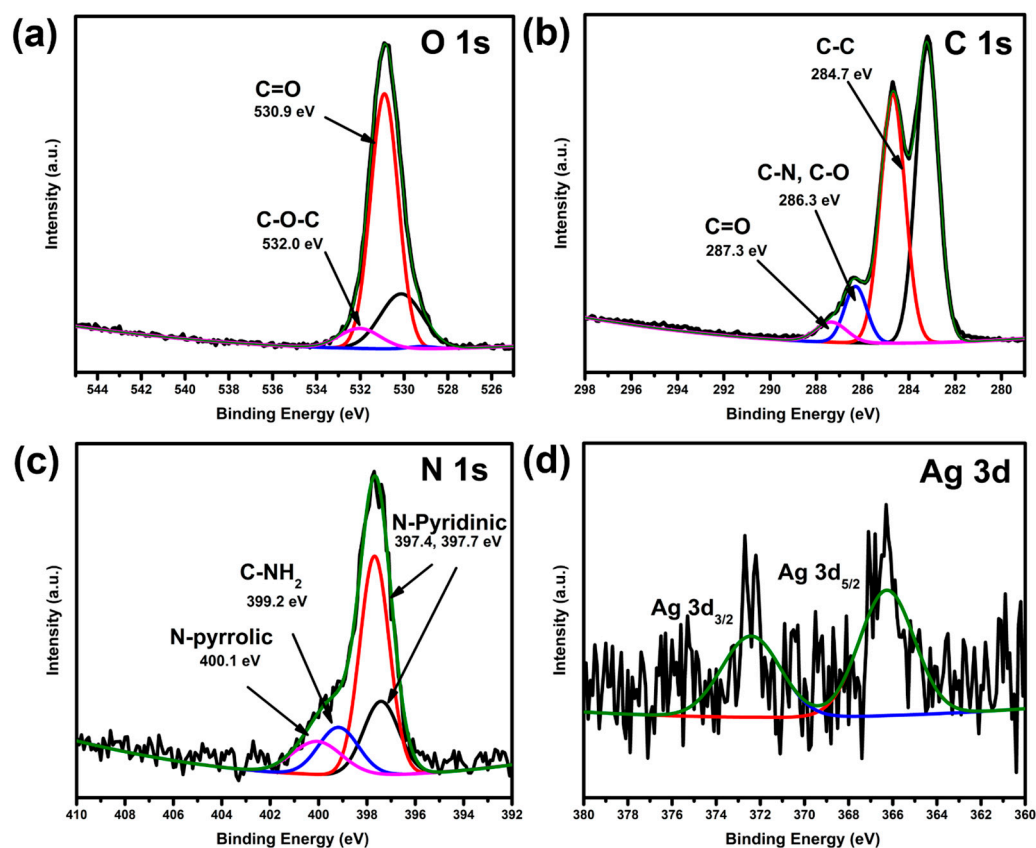 (a)
O 1s
C=O
530.9 eV
C-O-C
532.0 eV
Intensity (a.u.)
544 542 540 538 536 534 532 530 528 526
Binding Energy (eV)
(b)
C 1s
C-C
284.7 eV
C-N, C-O
286.3 eV
C=O
287.3 eV
Intensity (a.u.)
298 296 294 292 290 288 286 284 282 280
Binding Energy (eV)
(c)
N 1s
N-Pyridinic
397.4, 397.7 eV
C-NH₂
399.2 eV
N-pyrrolic
400.1 eV
Intensity (a.u.)
410 408 406 404 402 400 398 396 394 392
Binding Energy (eV)
(d)
Ag 3d
Ag 3d₅/₂
Ag 3d₃/₂
Intensity (a.u.)
380 378 376 374 372 370 368 366 364 362 360
Binding Energy (eV)